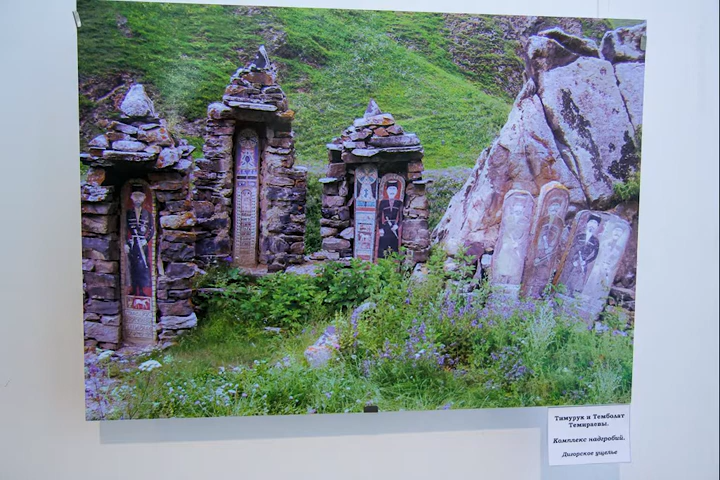 Тимурук и Темболат
Темираевы.
Комплекс надгробий.
Дигорское ущелье